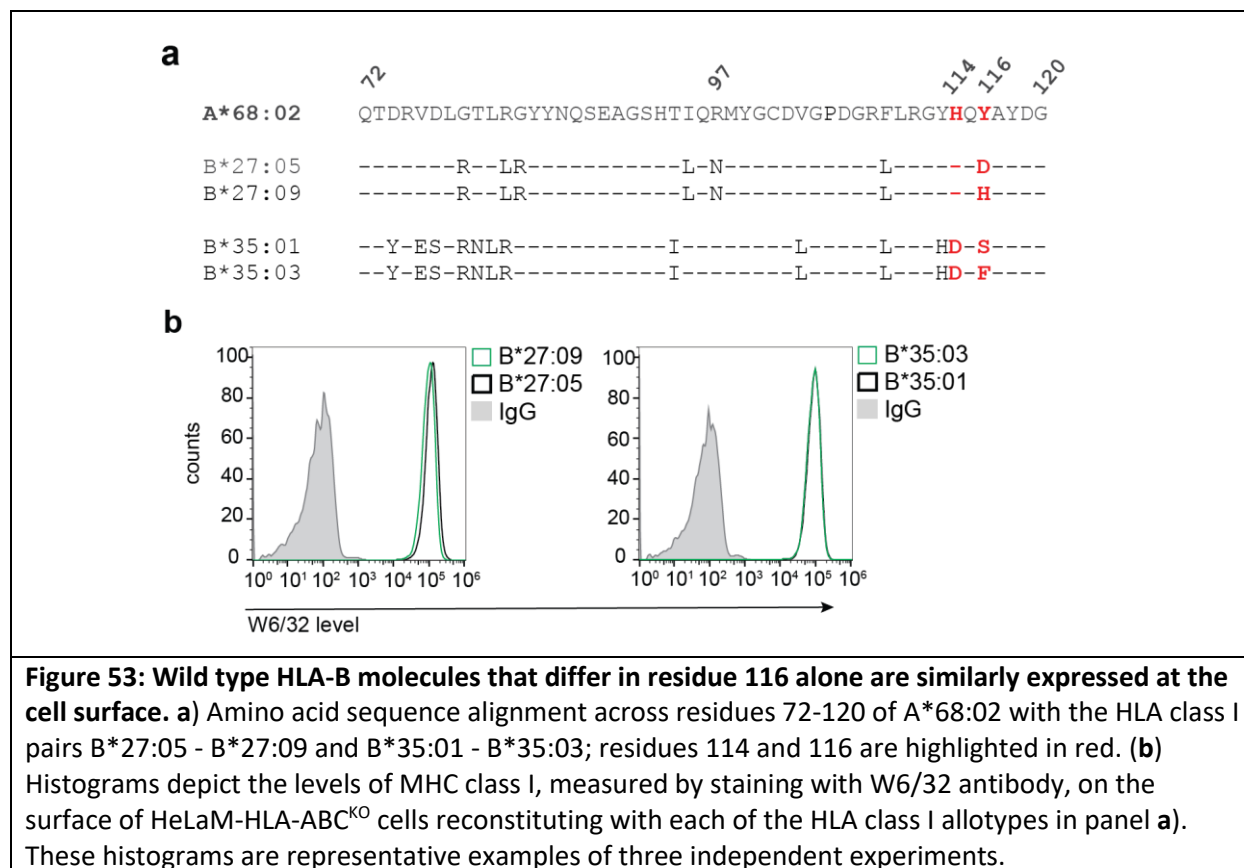 a
72 97 114 116 120
A*68:02 QTDRVDLGTLRGYYNQSEAGSHTIQRMYGCDVGPDGRFLRGYHQYAYDG
B*27:05 -------R--LR-----------L-N-----------L----- D----
B*27:09 -------R--LR-----------L-N-----------L-----H----
B*35:01 --Y-ES-RNLR-----------I--------L-----L---HD-S----
B*35:03 --Y-ES-RNLR-----------I--------L-----L---HD-F----
b
100 80 60 40 20 0
counts
10⁰ 10¹ 10² 10³ 10⁴ 10⁵ 10⁶
B*27:09
B*27:05
IgG
100 80 60 40 20 0
10⁰ 10¹ 10² 10³ 10⁴ 10⁵ 10⁶
B*35:03
B*35:01
IgG
W6/32 level
Figure 53: Wild type HLA-B molecules that differ in residue 116 alone are similarly expressed at the
cell surface. a) Amino acid sequence alignment across residues 72-120 of A*68:02 with the HLA class I
pairs B*27:05 - B*27:09 and B*35:01 - B*35:03; residues 114 and 116 are highlighted in red. (b)
Histograms depict the levels of MHC class I, measured by staining with W6/32 antibody, on the
surface of HeLaM-HLA-ABCᴷᴼ cells reconstituting with each of the HLA class I allotypes in panel a).
These histograms are representative examples of three independent experiments.